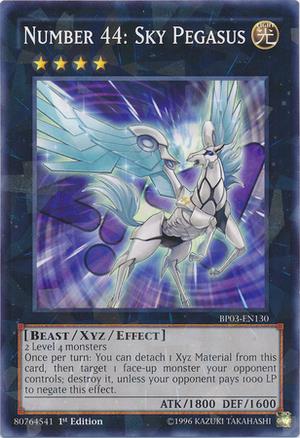 NUMBER 44: SKY PEGASUS
LIGHT
光
BP03-EN130
[BEAST / XYZ / EFFECT]
2 Level 4 monsters
Once per turn: You can detach 1 Xyz Material from this
card, then target 1 face-up monster your opponent
controls; destroy it, unless your opponent pays 1000 LP
to negate this effect.
ATK/1800 DEF/1600
80764541 1st Edition ©1996 KAZUKI TAKAHASHI